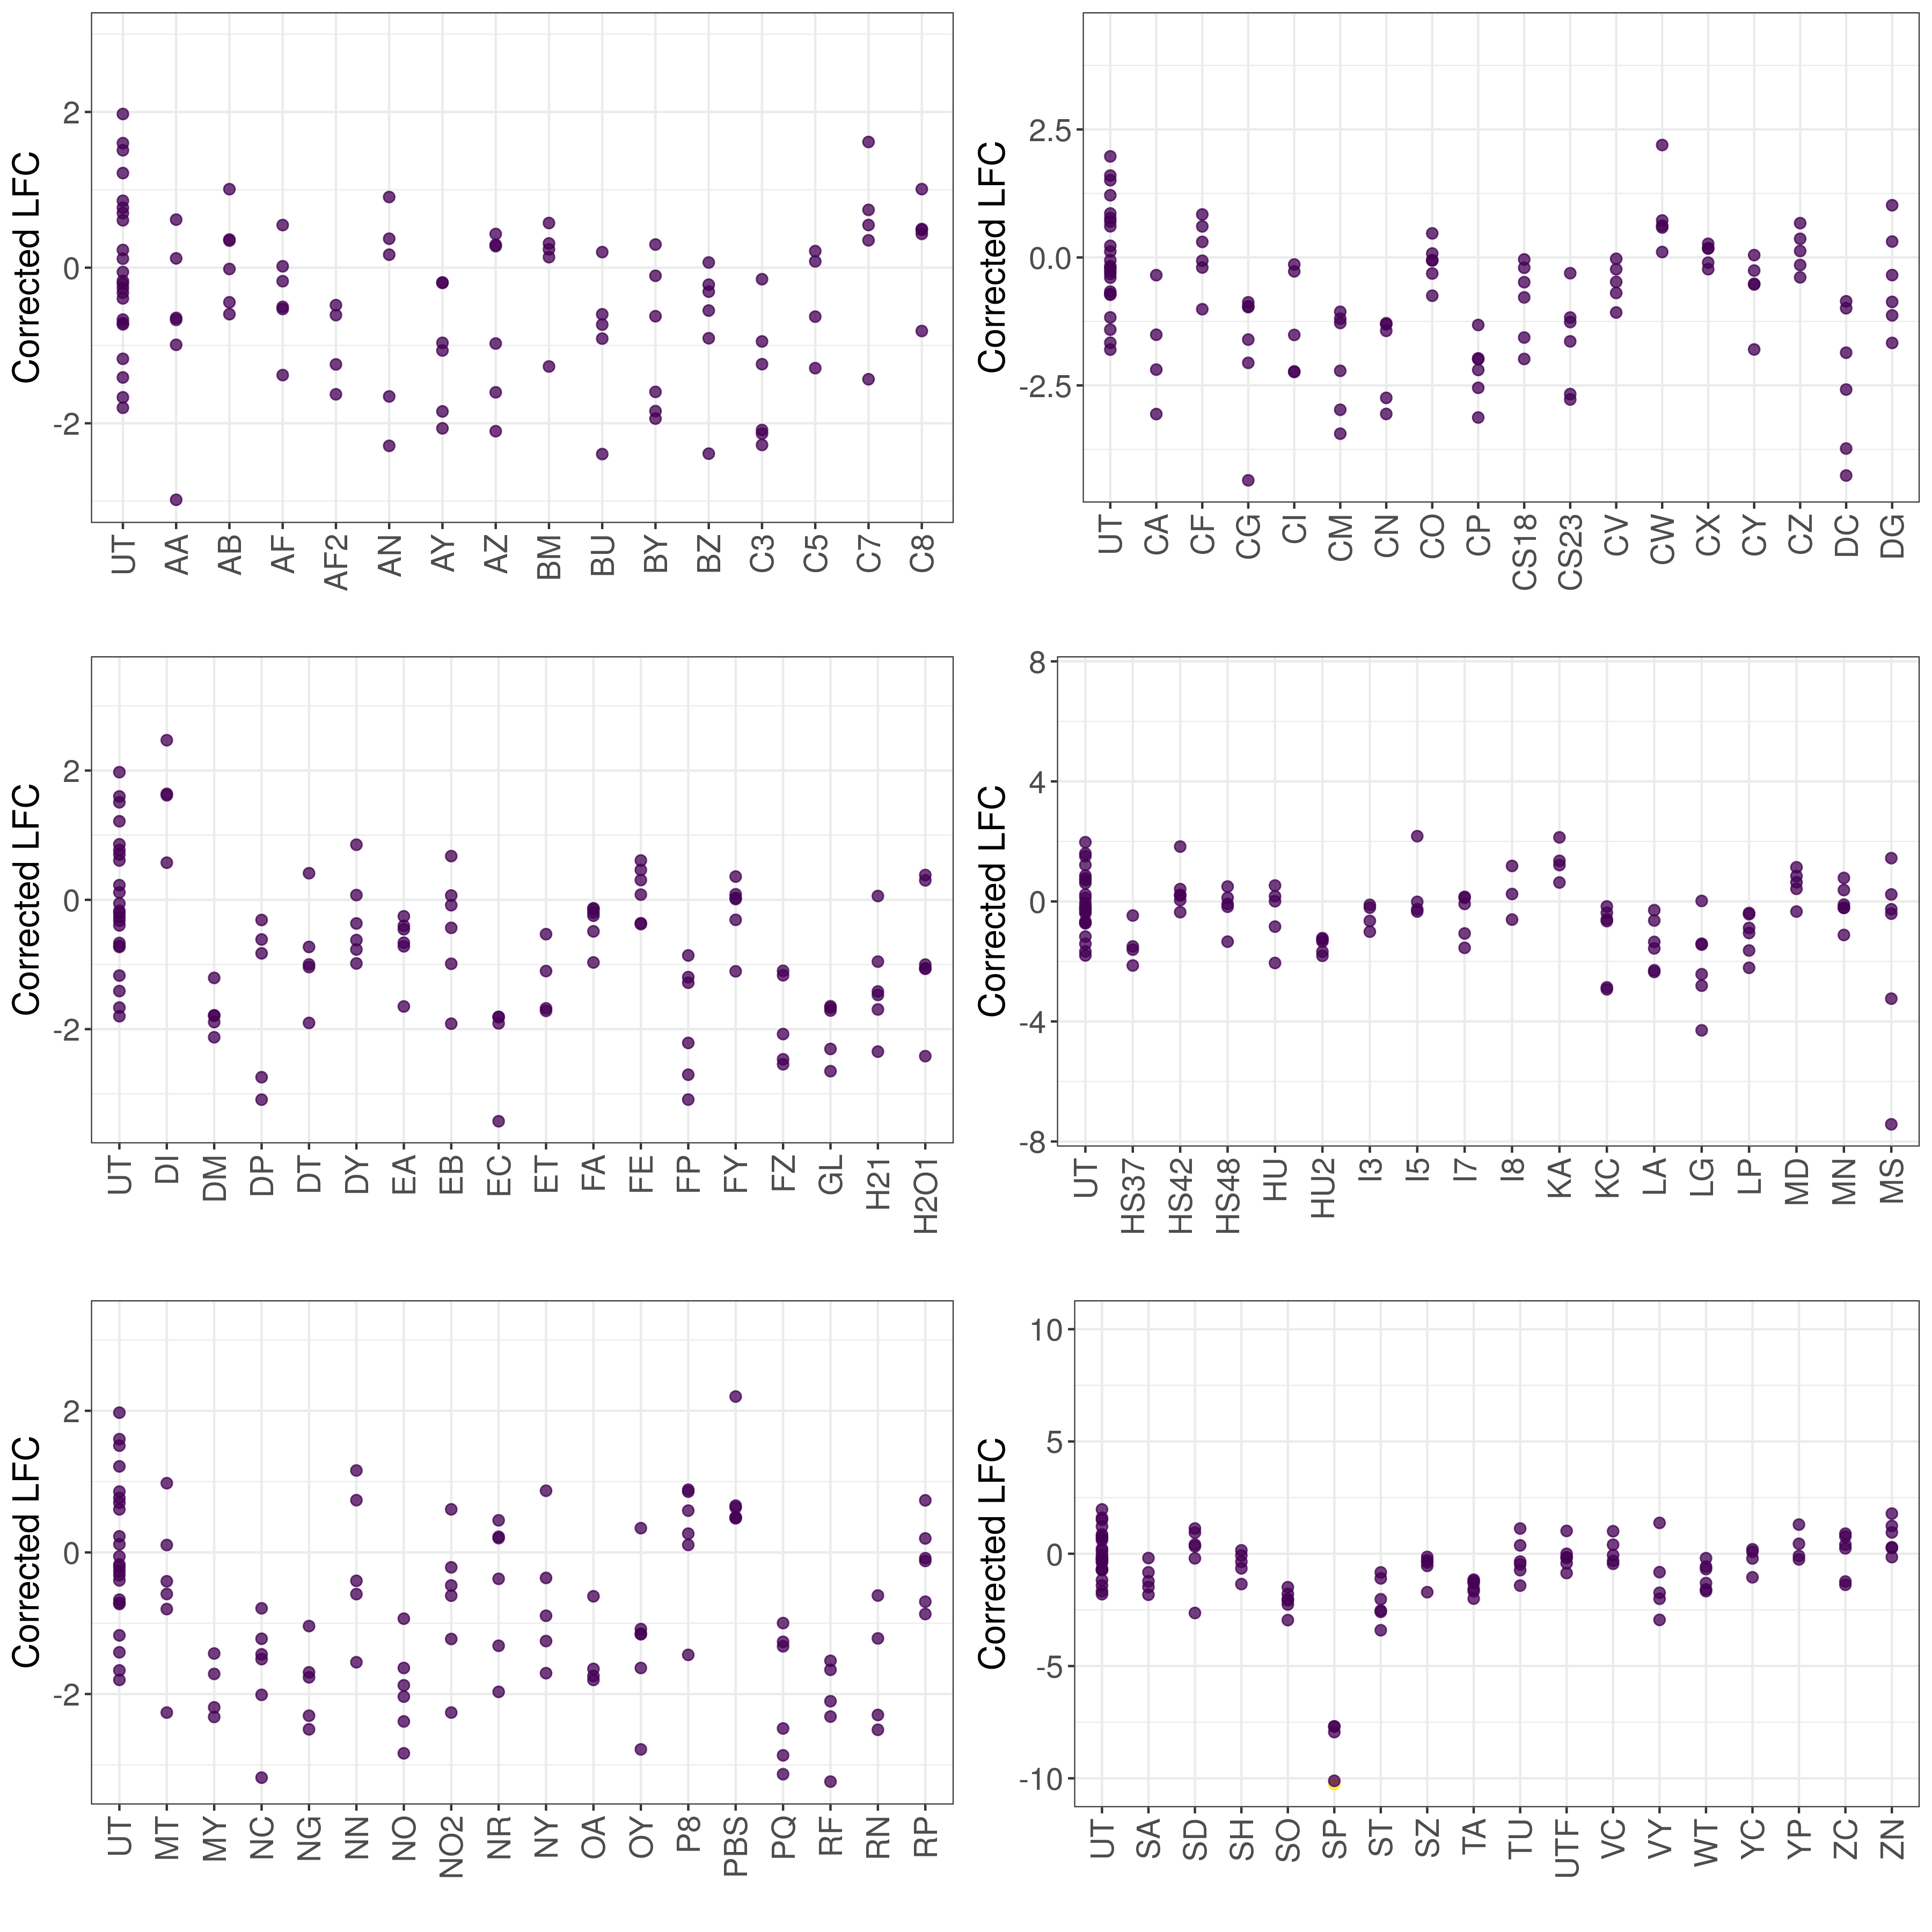 Corrected LFC
2
0
-2
UT AA AB AF AF2 AN AY AZ BM BU BY BZ C3 C5 C7 C8
Corrected LFC
2.5
0.0
-2.5
UT CA CF CG CI CM CN CO CP CS18 CS23 CV CW CX CY CZ DC DG
Corrected LFC
2
0
-2
UT DI DM DP DT DY EA EB EC ET FA FE FP FY FZ GL H21 H2O1
Corrected LFC
8
4
0
-4
-8
UT HS37 HS42 HS48 HU HU2 I3 I5 I7 I8 KA KC LA LG LP MD MN MS
Corrected LFC
2
0
-2
UT MT MY NC NG NN NO NO2 NR NY OA OY P8 PBS PQ RF RN RP
Corrected LFC
10
5
0
-5
-10
UT SA SD SH SO SP ST SZ TA TU UTF VC VY WT YC YP ZC ZN